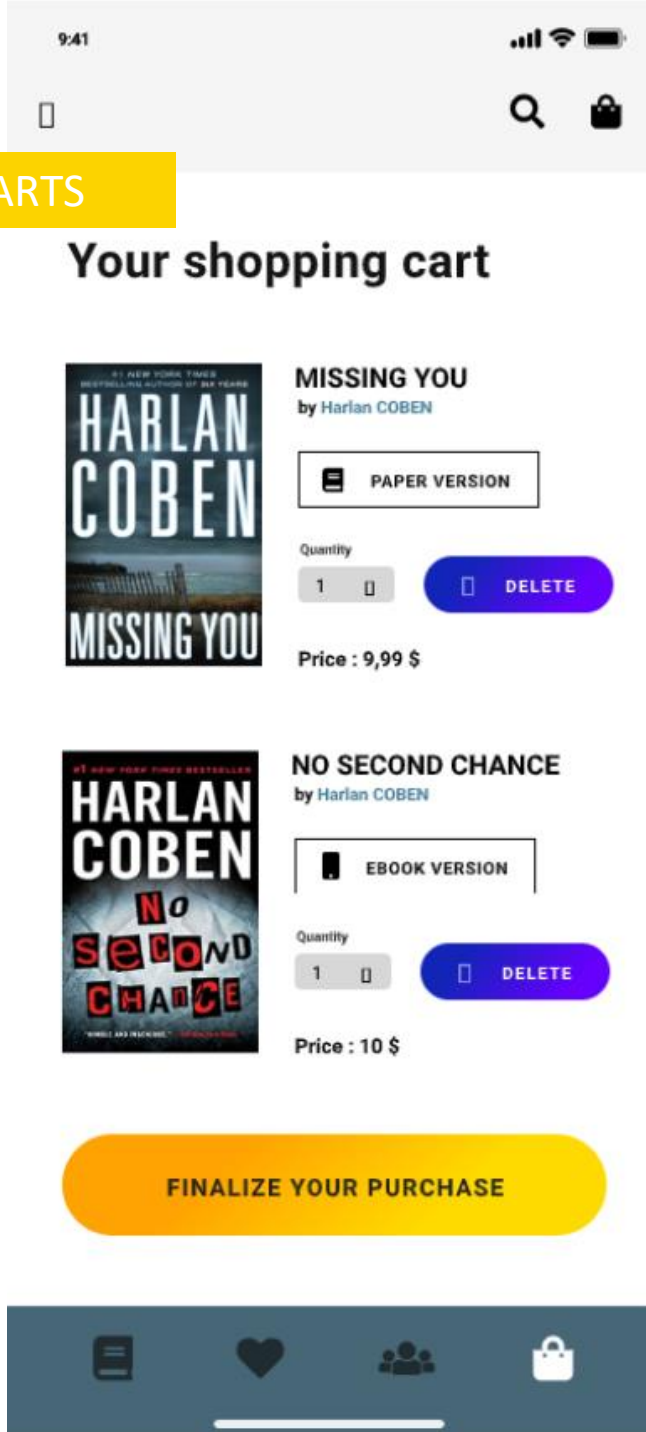 9:41
ARTS
Your shopping cart
#1 NEW YORK TIMES
BESTSELLING AUTHOR OF SIX YEARS
HARLAN
COBEN
MISSING YOU
MISSING YOU
by Harlan COBEN
PAPER VERSION
Quantity
1
DELETE
Price : 9,99 $
#1 NEW YORK TIMES BESTSELLER
HARLAN
COBEN
No
SeCOND
CHAnCE
NO SECOND CHANCE
by Harlan COBEN
EBOOK VERSION
Quantity
1
DELETE
Price : 10 $
FINALIZE YOUR PURCHASE